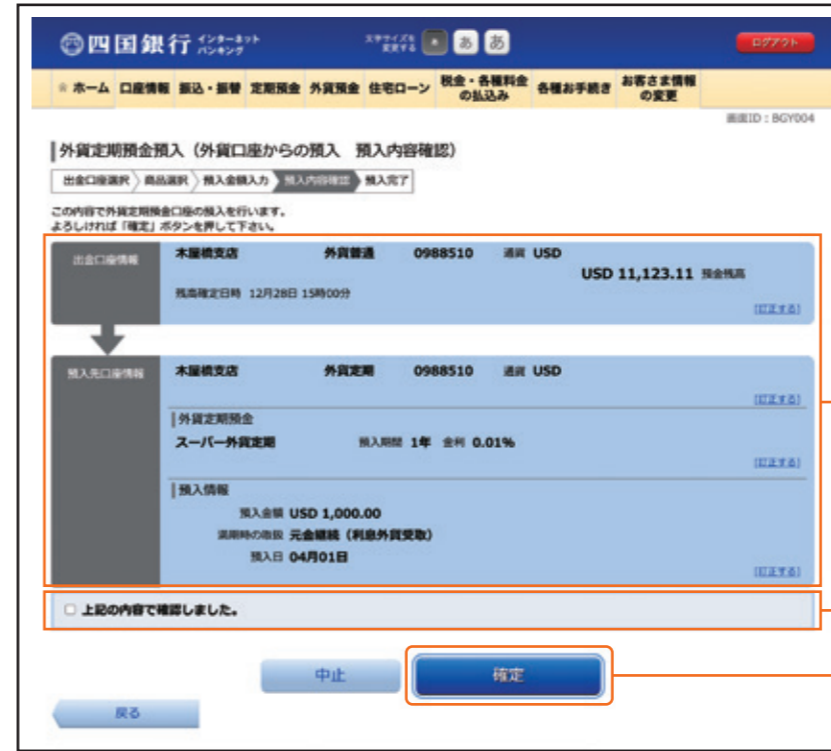 四国銀行 インターネットバンキング
文字サイズを変更する あ あ あ
ログアウト
ホーム 口座情報 振込・振替 定期預金 外貨預金 住宅ローン 税金・各種料金の払込み 各種お手続き お客さま情報の変更
画面ID：BGY004
外貨定期預金預入（外貨口座からの預入　預入内容確認）
出金口座選択 商品選択 預入金額入力 預入内容確認 預入完了
この内容で外貨定期預金口座の預入を行います。
よろしければ「確定」ボタンを押して下さい。
出金口座情報 木屋橋支店 外貨普通 0988510 通貨 USD
USD 11,123.11 預金残高
残高確定日時 12月28日 15時00分
[訂正する]
預入先口座情報 木屋橋支店 外貨定期 0988510 通貨 USD
[訂正する]
外貨定期預金
スーパー外貨定期 預入期間 1年 金利 0.01%
[訂正する]
預入情報
預入金額 USD 1,000.00
満期時の取扱 元金継続（利息外貨受取）
預入日 04月01日
[訂正する]
上記の内容で確認しました。
中止 確定
戻る